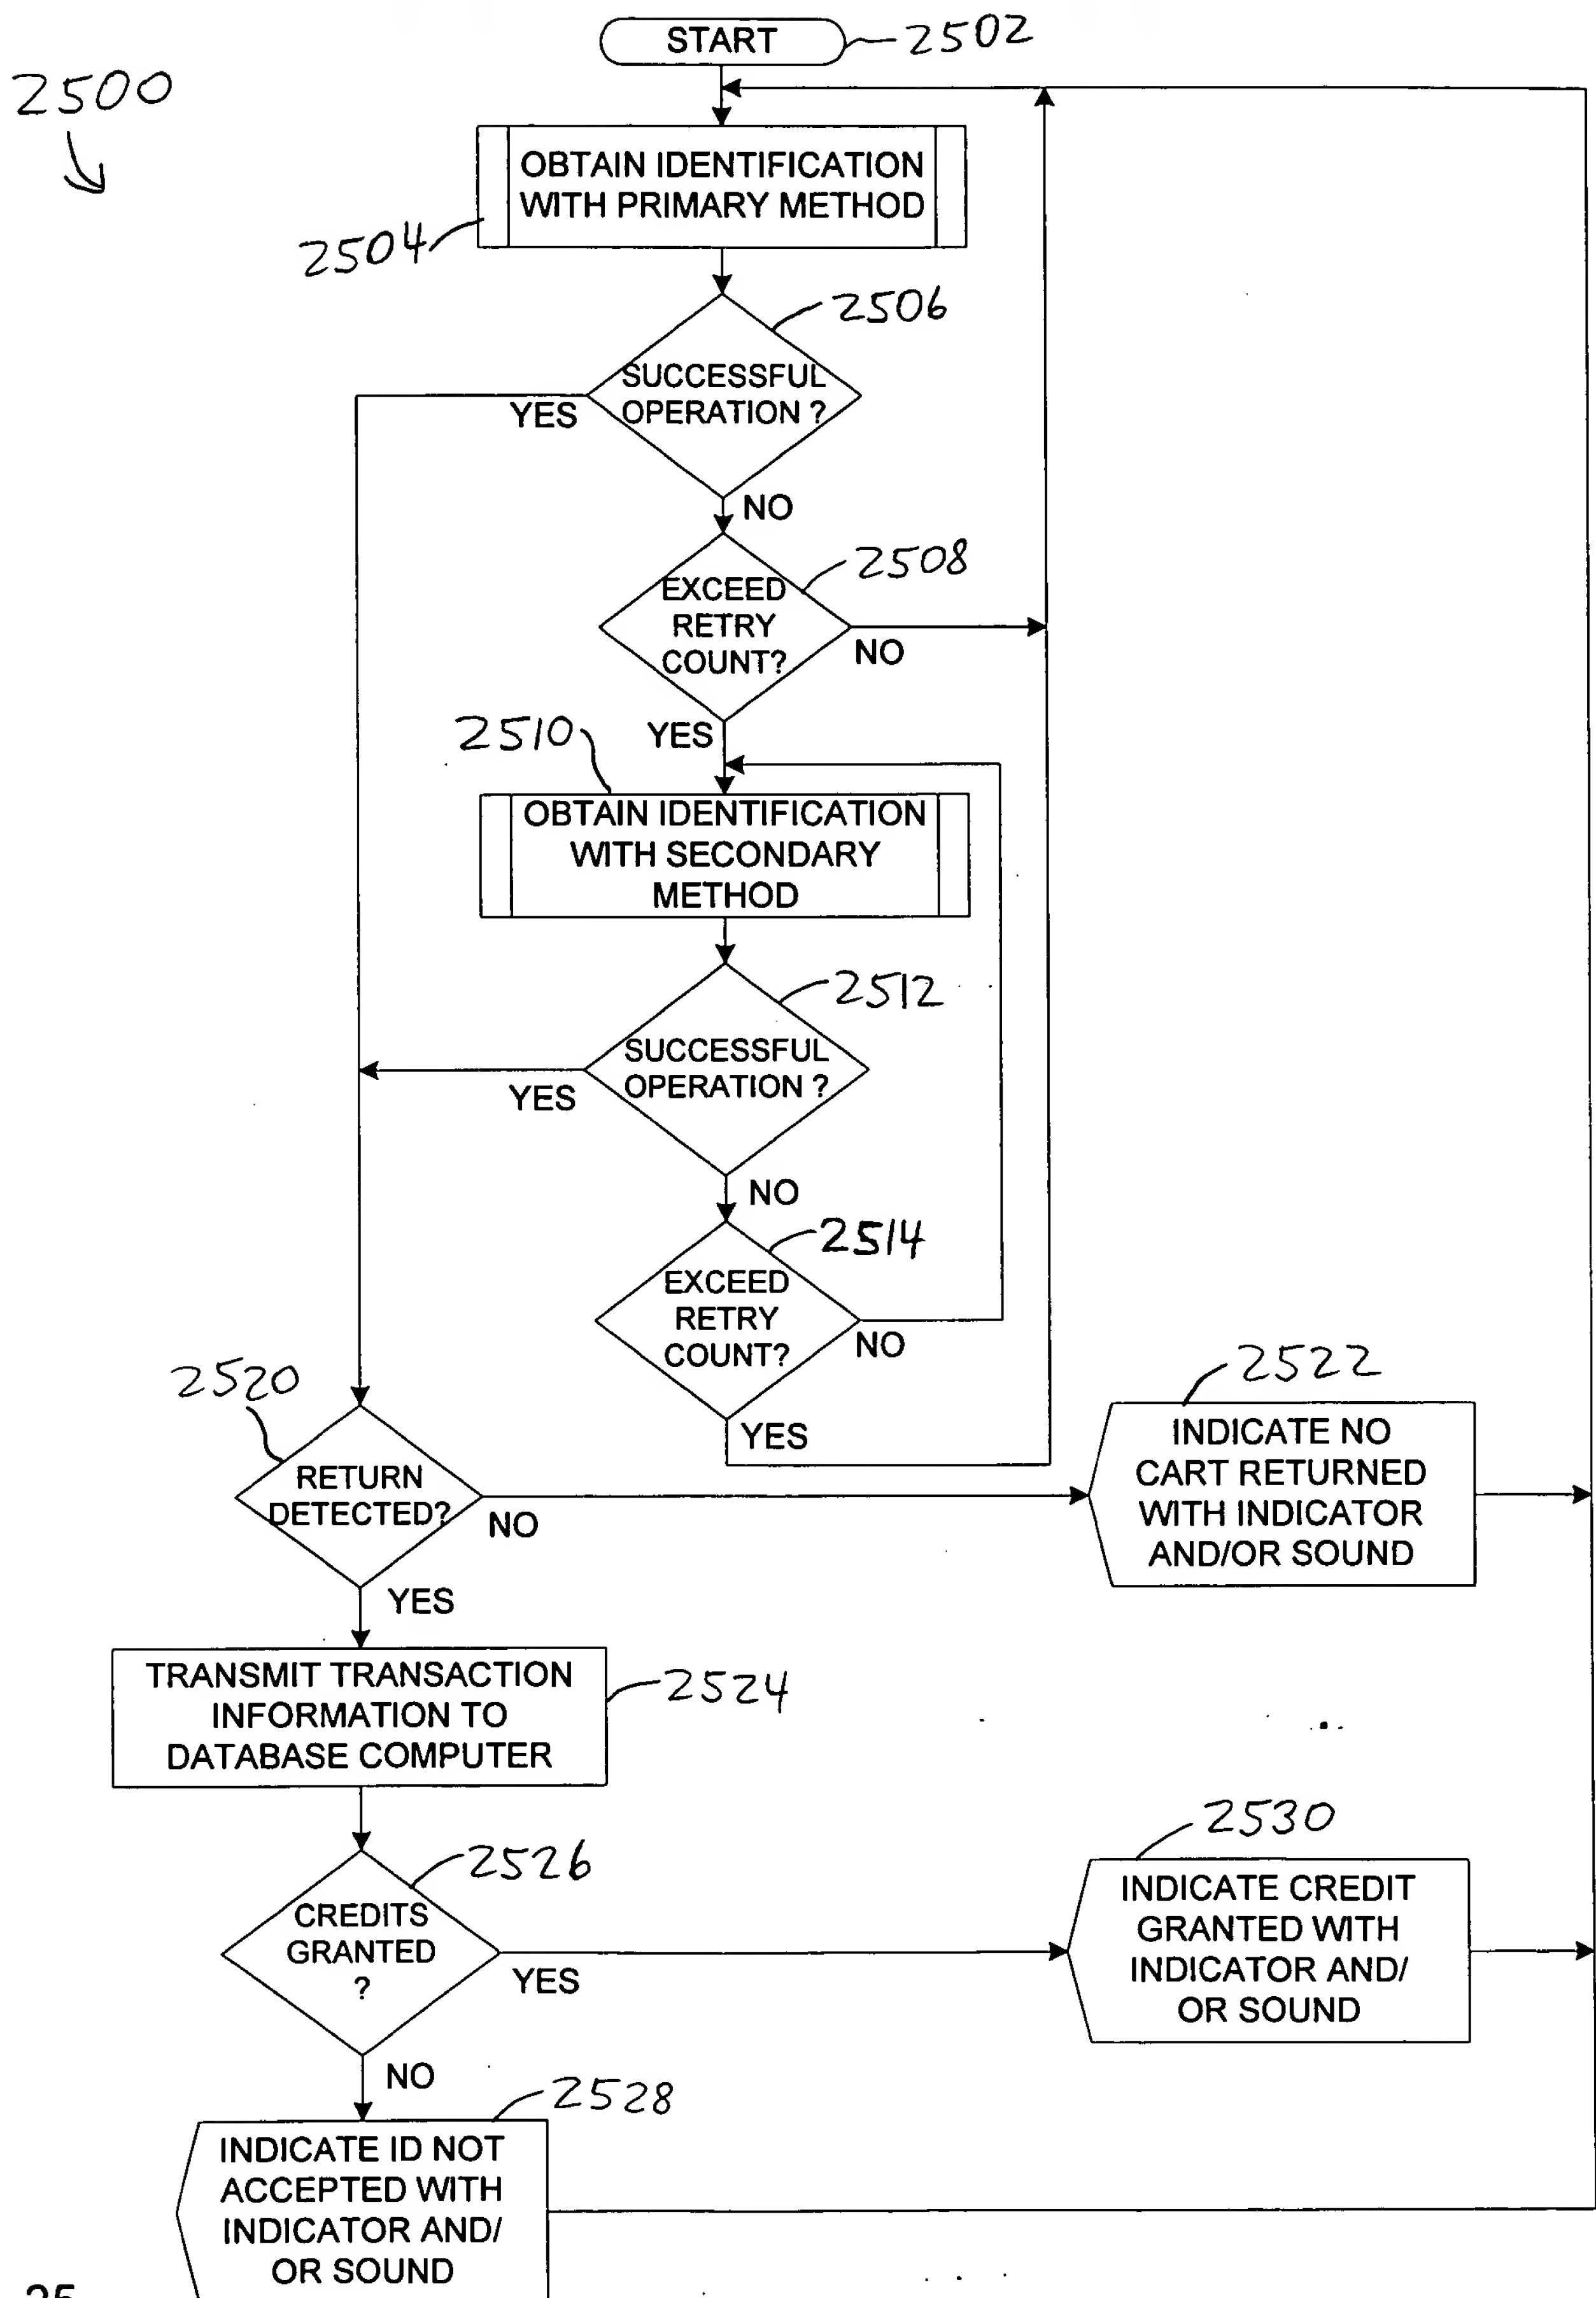 START
2502
2500
OBTAIN IDENTIFICATION
WITH PRIMARY METHOD
2504
2506
SUCCESSFUL
OPERATION ?
YES
NO
2508
EXCEED
RETRY
COUNT?
NO
YES
2510
OBTAIN IDENTIFICATION
WITH SECONDARY
METHOD
2512
SUCCESSFUL
OPERATION ?
YES
NO
2514
EXCEED
RETRY
COUNT?
NO
YES
2520
RETURN
DETECTED?
NO
YES
2522
INDICATE NO
CART RETURNED
WITH INDICATOR
AND/OR SOUND
TRANSMIT TRANSACTION
INFORMATION TO
DATABASE COMPUTER
2524
2526
CREDITS
GRANTED
?
YES
NO
2530
INDICATE CREDIT
GRANTED WITH
INDICATOR AND/
OR SOUND
2528
INDICATE ID NOT
ACCEPTED WITH
INDICATOR AND/
OR SOUND